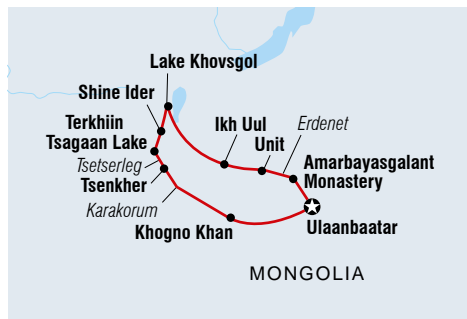 Lake Khovsgol
Shine Ider
Terkhiin
Tsagaan Lake
Tsetserleg
Tsenkher
Karakorum
Khogno Khan
Ikh Uul
Unit
Erdenet
Amarbayasgalant
Monastery
Ulaanbaatar
MONGOLIA